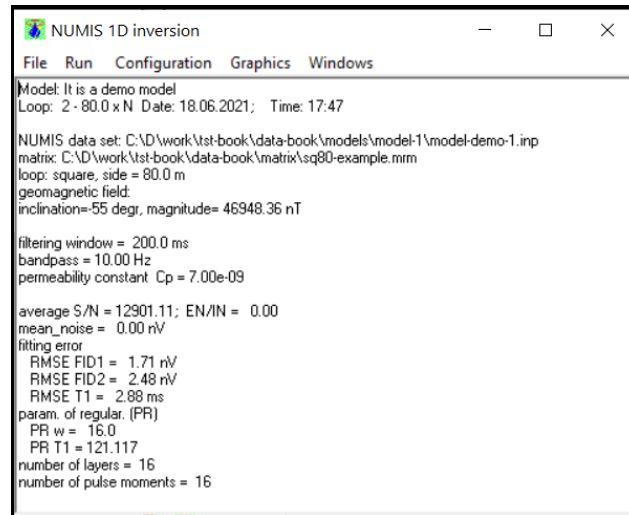 NUMIS 1D inversion
File Run Configuration Graphics Windows
Model: It is a demo model
Loop: 2 - 80.0 x N Date: 18.06.2021; Time: 17:47
NUMIS data set: C:\D\work\tst-book\data-book\models\model-1\model-demo-1.inp
matrix: C:\D\work\tst-book\data-book\matrix\sq80-example.mrm
loop: square, side = 80.0 m
geomagnetic field:
inclination=-55 degr, magnitude= 46948.36 nT
filtering window = 200.0 ms
bandpass = 10.00 Hz
permeability constant Cp = 7.00e-09
average S/N = 12901.11; EN/IN = 0.00
mean_noise = 0.00 nV
fitting error
RMSE FID1 = 1.71 nV
RMSE FID2 = 2.48 nV
RMSE T1 = 2.88 ms
param. of regular. (PR)
PR w = 16.0
PR T1 = 121.117
number of layers = 16
number of pulse moments = 16